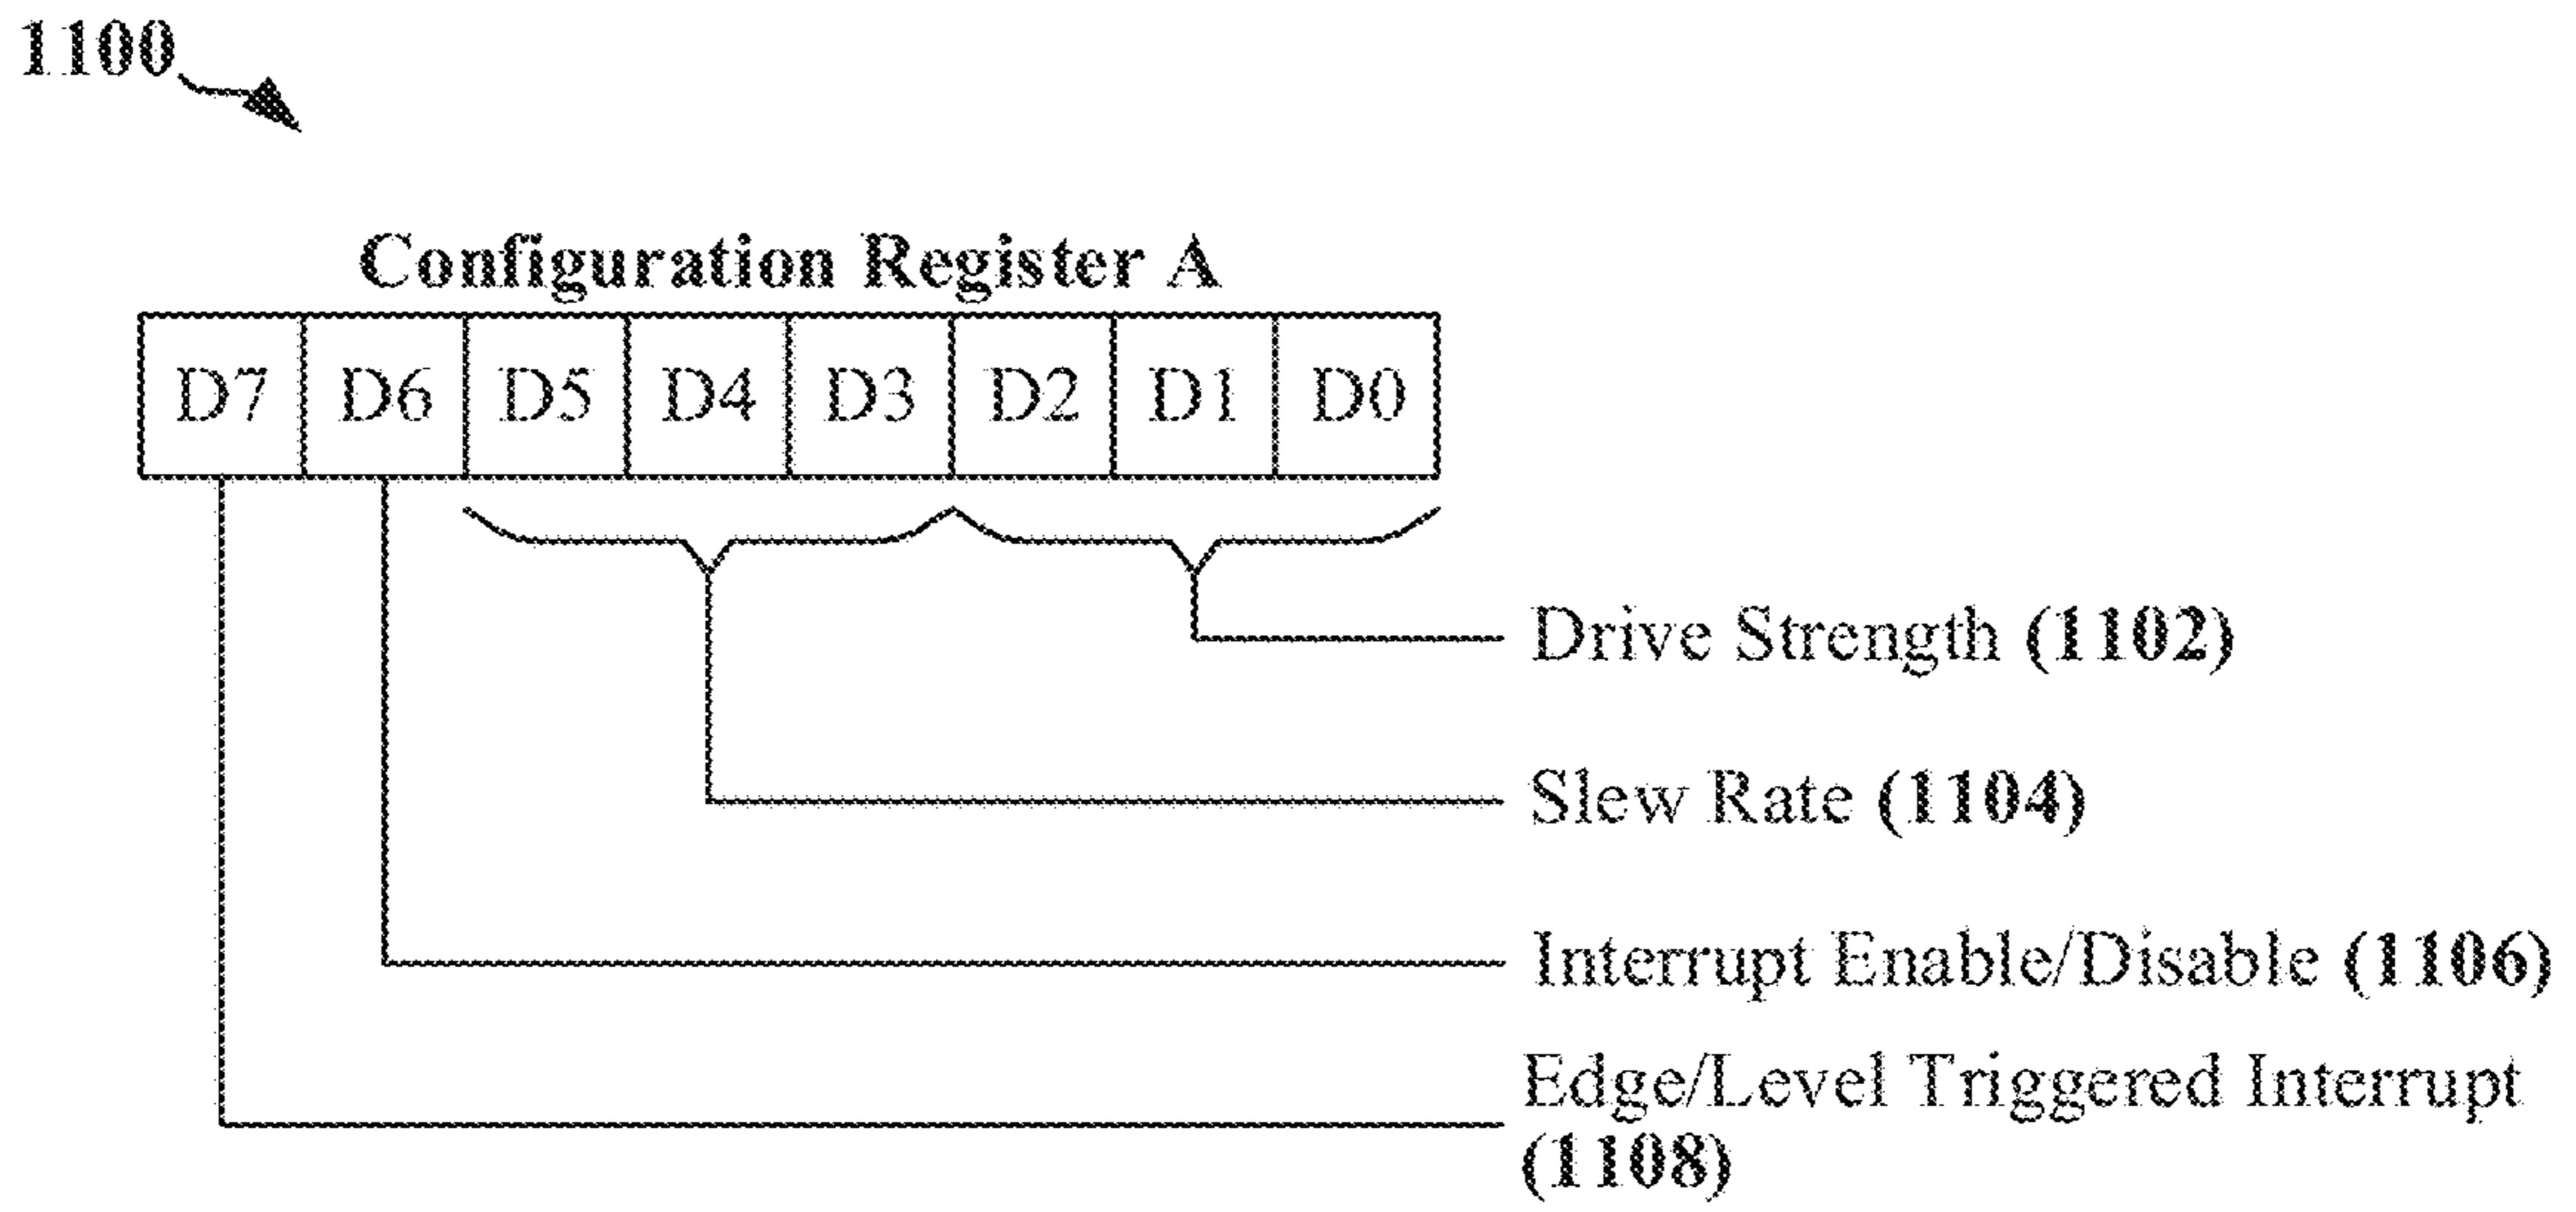 1100
Configuration Register A
D7 D6 D5 D4 D3 D2 D1 D0
Drive Strength (1102)
Slew Rate (1104)
Interrupt Enable/Disable (1106)
Edge/Level Triggered Interrupt
(1108)